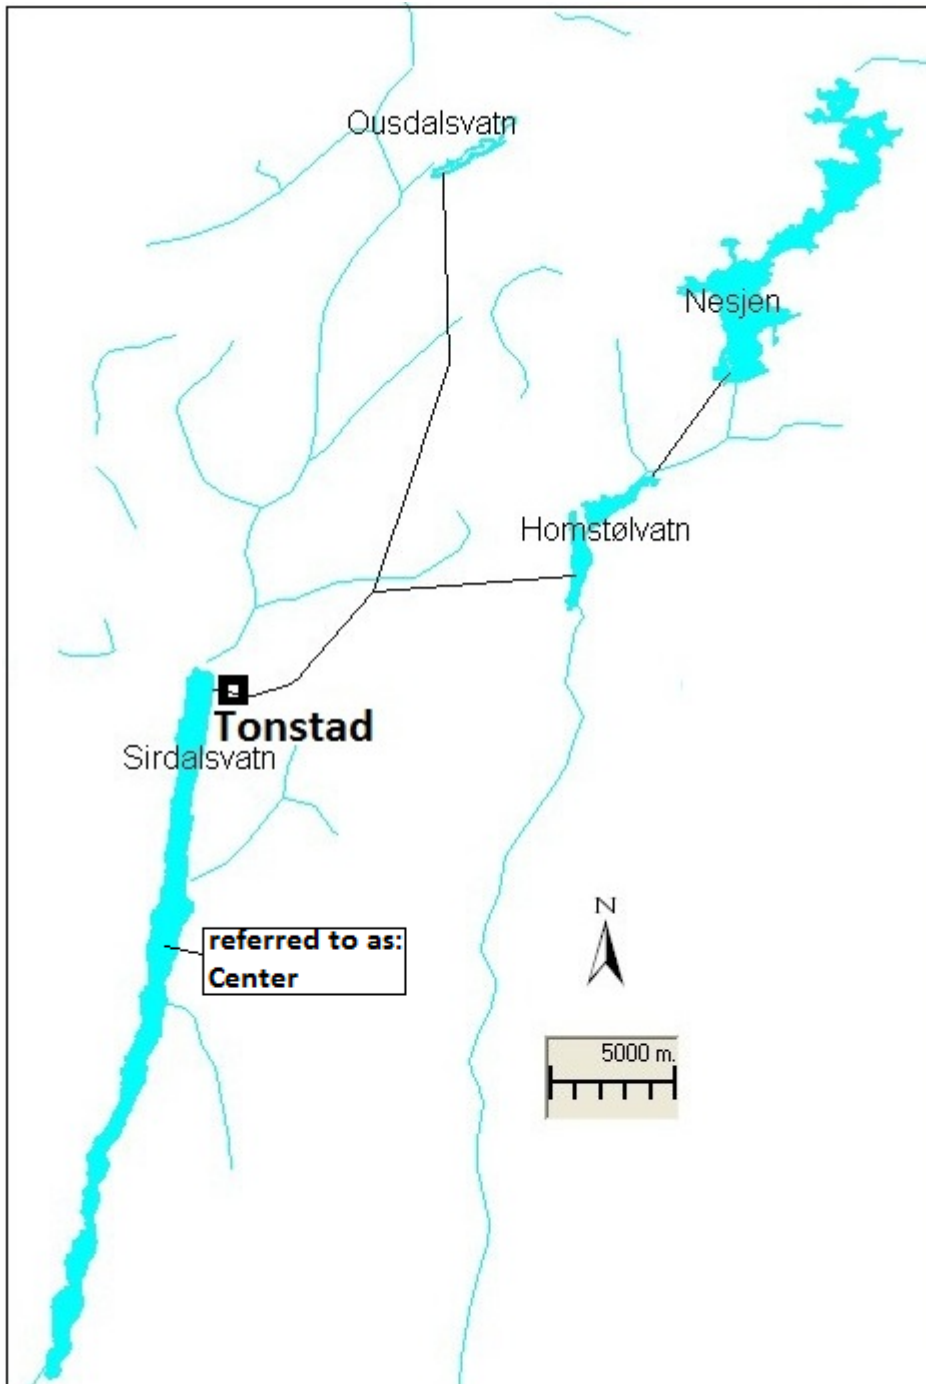 Ousdalsvatn
Nesjen
Homstølvatn
Tonstad
Sirdalsvatn
referred to as:
Center
N
5000 m.